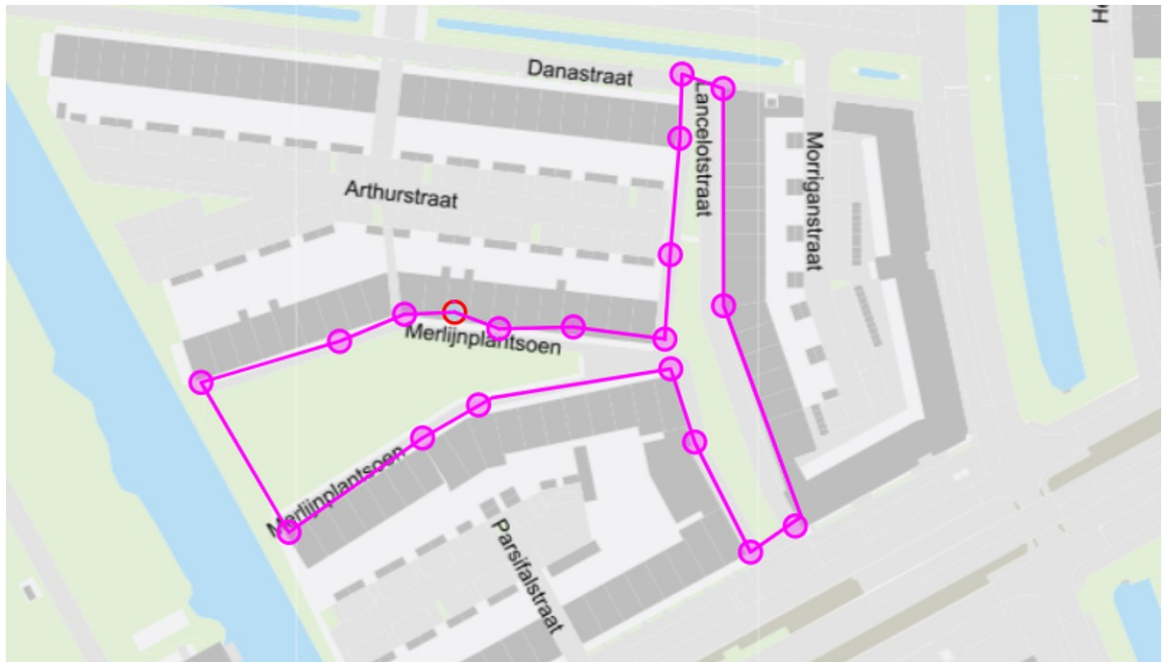 Danastraat
Lancelotstraat
Morriganstraat
Arthurstraat
Merlijnplantsoen
Merlijnplantsoen
Parsifalstraat